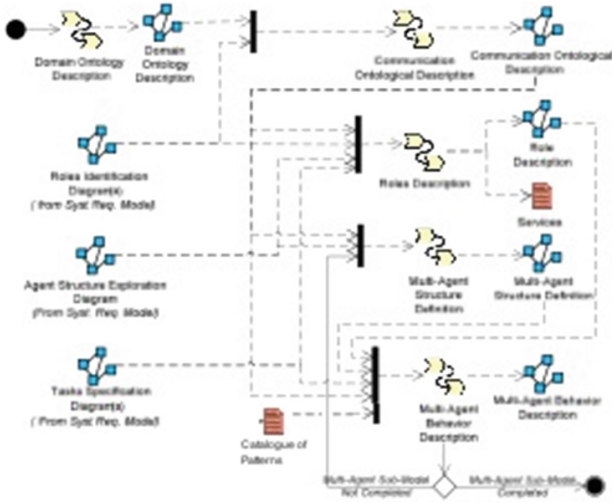 Domain Ontology
Description
Domain
Ontology
Description
Communication
Ontological Description
Communication Ontological
Description
Roles Identification
Diagram(s)
( from Syst. Req. Model)
Roles Description
Role
Description
Services
Agent Structure Exploration
Diagram
(From Syst. Req. Model)
Multi-Agent
Structure
Definition
Multi-Agent
Structure Definition
Tasks Specification
Diagram(s)
( From Syst. Req. Model)
Catalogue of
Patterns
Multi-Agent
Behavior
Description
Multi-Agent Behavior
Description
Multi-Agent Sub-Model
Not Completed
Multi-Agent Sub-Model
Completed